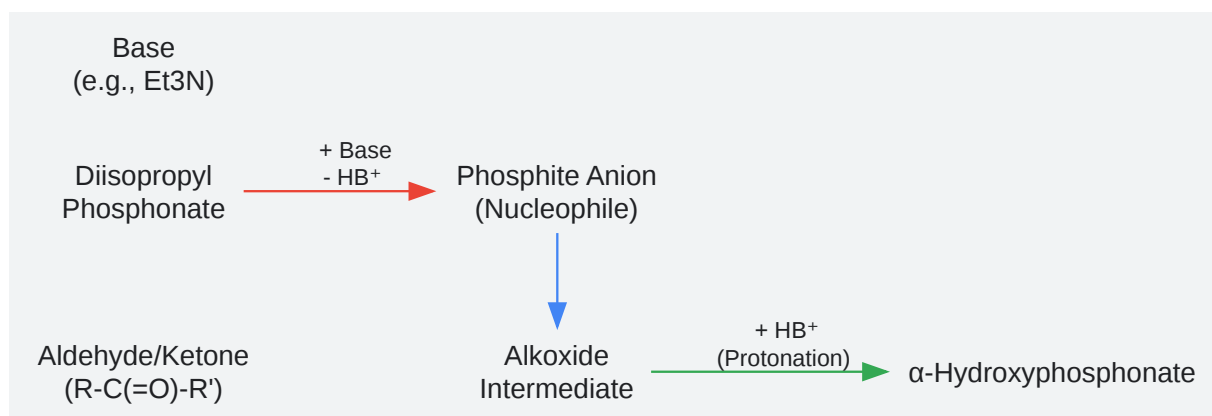 Base
(e.g., Et3N)
Diisopropyl
Phosphonate
+ Base
- HB⁺
Phosphite Anion
(Nucleophile)
Aldehyde/Ketone
(R-C(=O)-R')
Alkoxide
Intermediate
+ HB⁺
(Protonation)
α-Hydroxyphosphonate